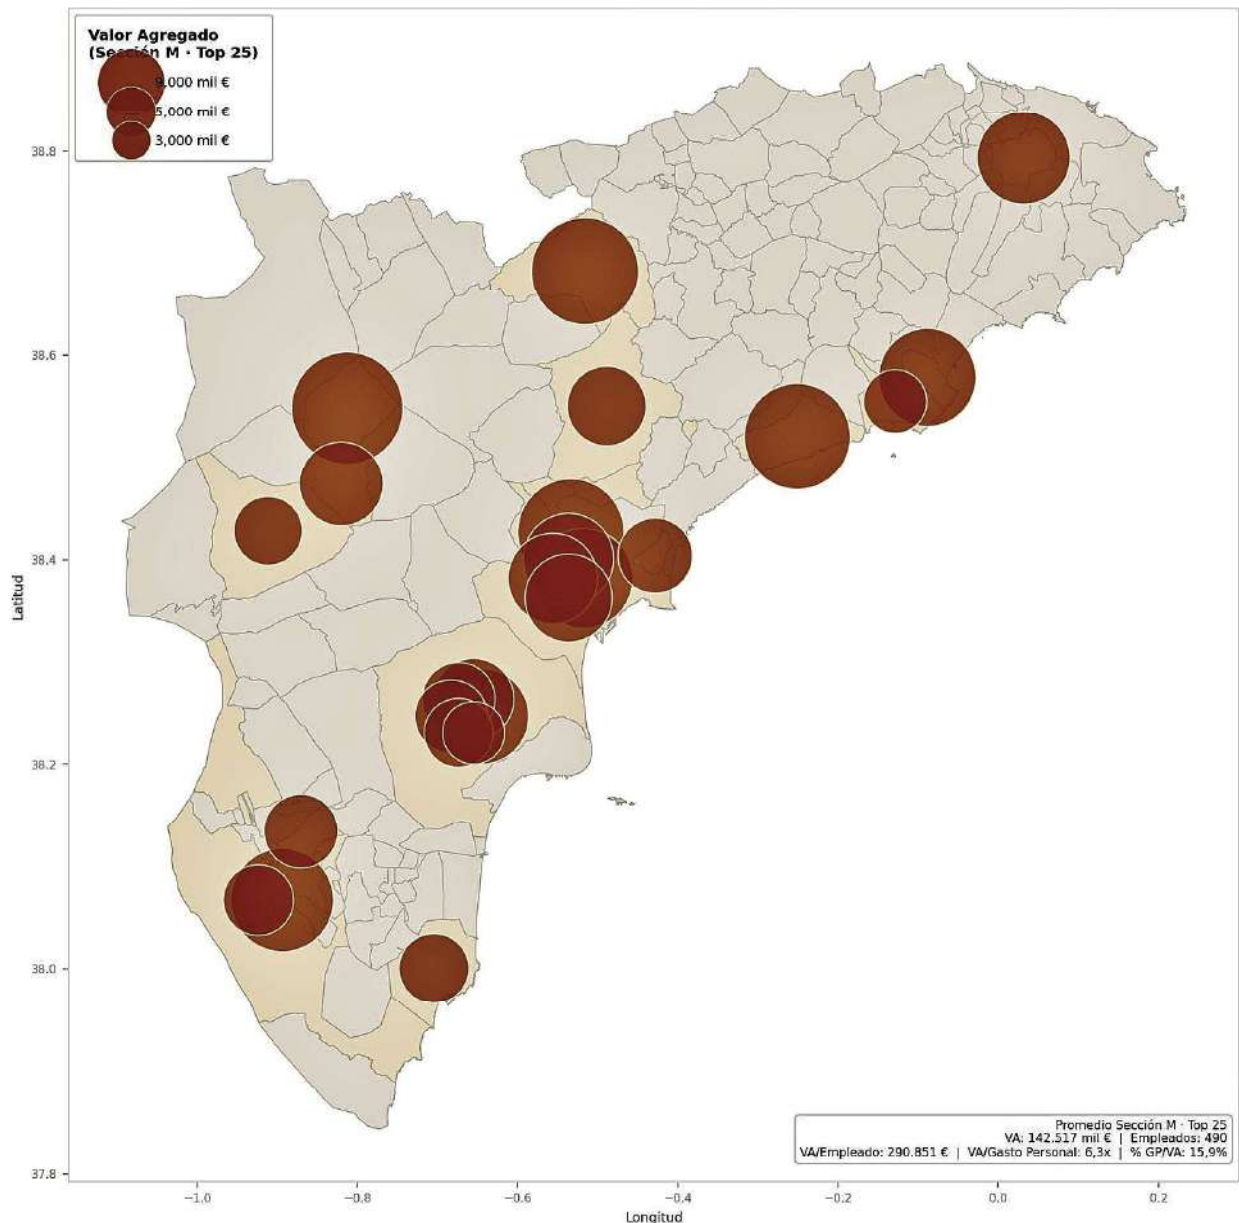 Valor Agregado
(Sección M · Top 25)
9,000 mil €
5,000 mil €
3,000 mil €
38.8
38.6
38.4
38.2
38.0
37.8
Latitud
−1.0
−0.8
−0.6
−0.4
−0.2
0.0
0.2
Longitud
Promedio Sección M · Top 25
VA: 142.517 mil € | Empleados: 490
VA/Empleado: 290.851 € | VA/Gasto Personal: 6,3x | % GP/VA: 15,9%